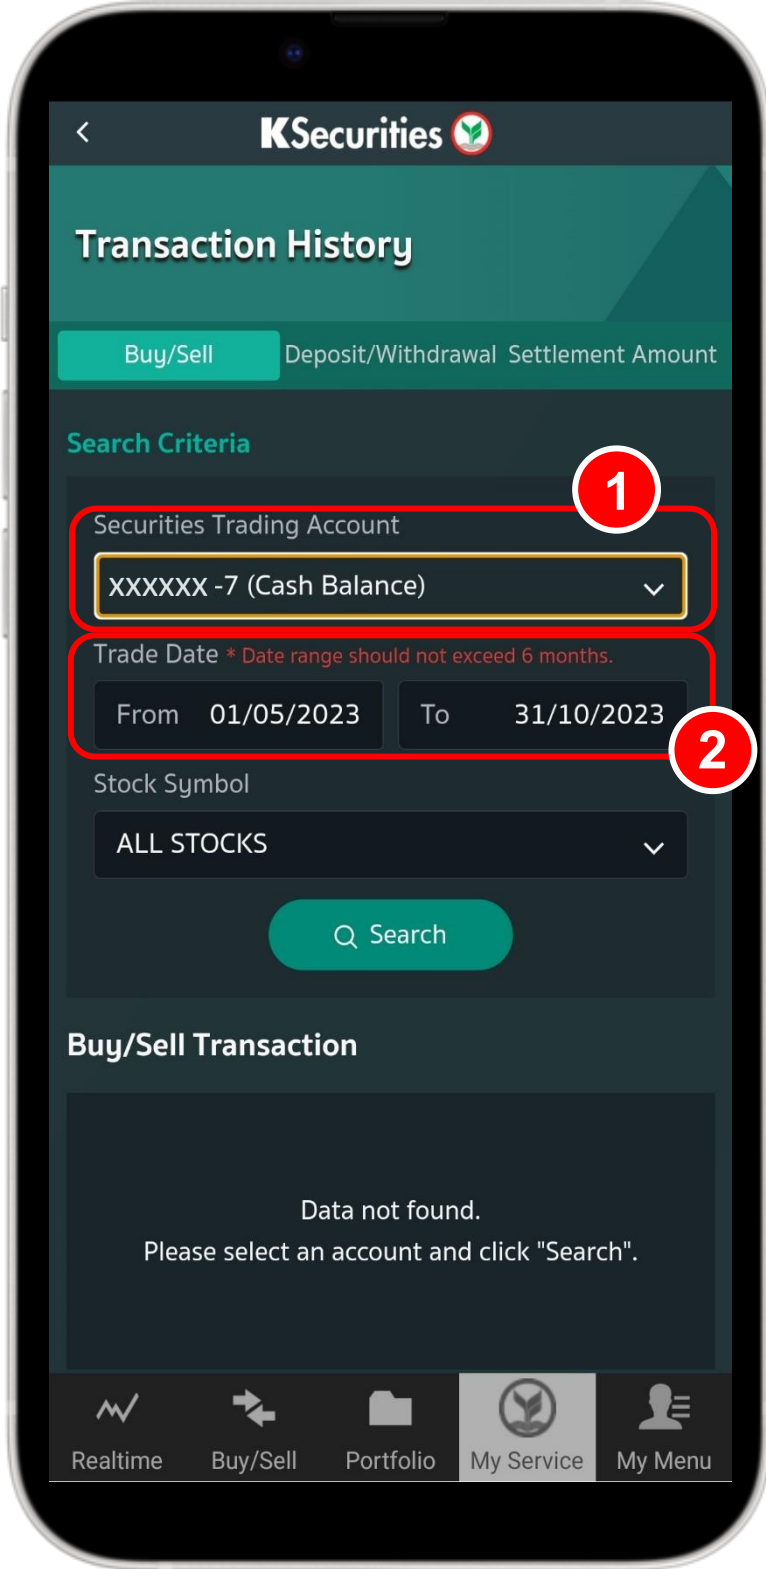 KSecurities
Transaction History
Buy/Sell Deposit/Withdrawal Settlement Amount
Search Criteria
1
Securities Trading Account
XXXXXX -7 (Cash Balance)
Trade Date * Date range should not exceed 6 months.
From 01/05/2023 To 31/10/2023
2
Stock Symbol
ALL STOCKS
Search
Buy/Sell Transaction
Data not found.
Please select an account and click "Search".
Realtime Buy/Sell Portfolio My Service My Menu